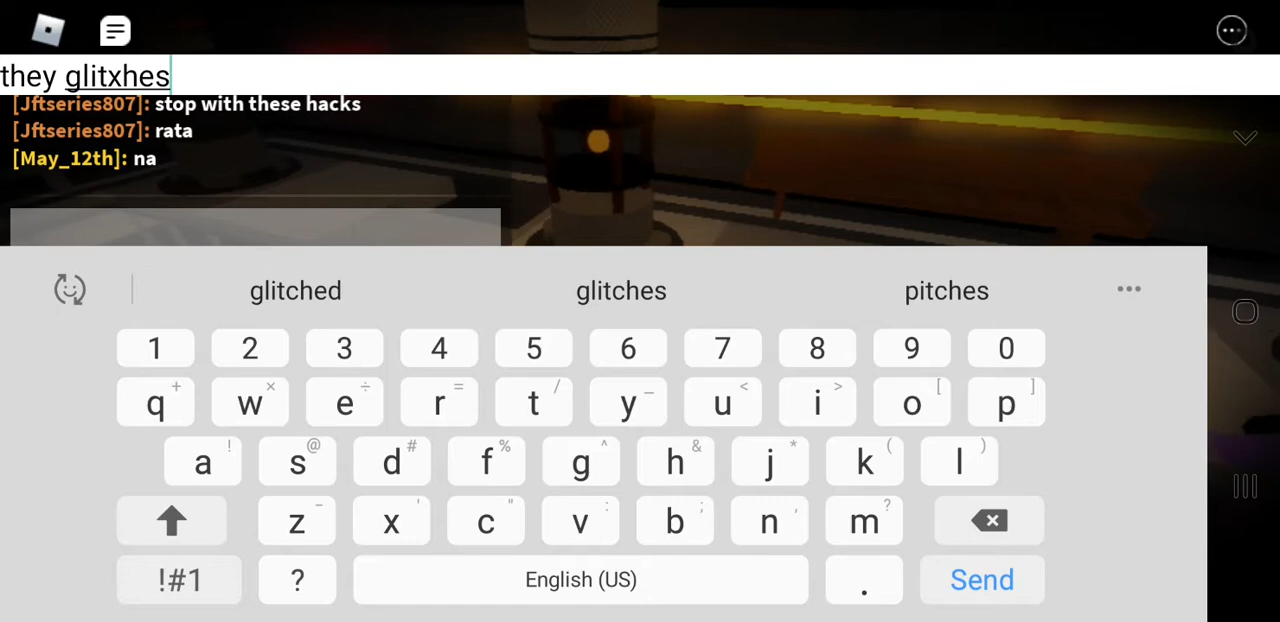 they glitxhes
[Jftseries807]: stop with these hacks
[Jftseries807]: rata
[May_12th]: na
glitched glitches pitches •••
1 2 3 4 5 6 7 8 9 0
q + w × e ÷ r = t / y _ u < i > o [ p ]
a ! s @ d # f % g ^ h & j * k ( l )
z - x ' c " v : b ; n , m ?
!#1 ? English (US) . Send